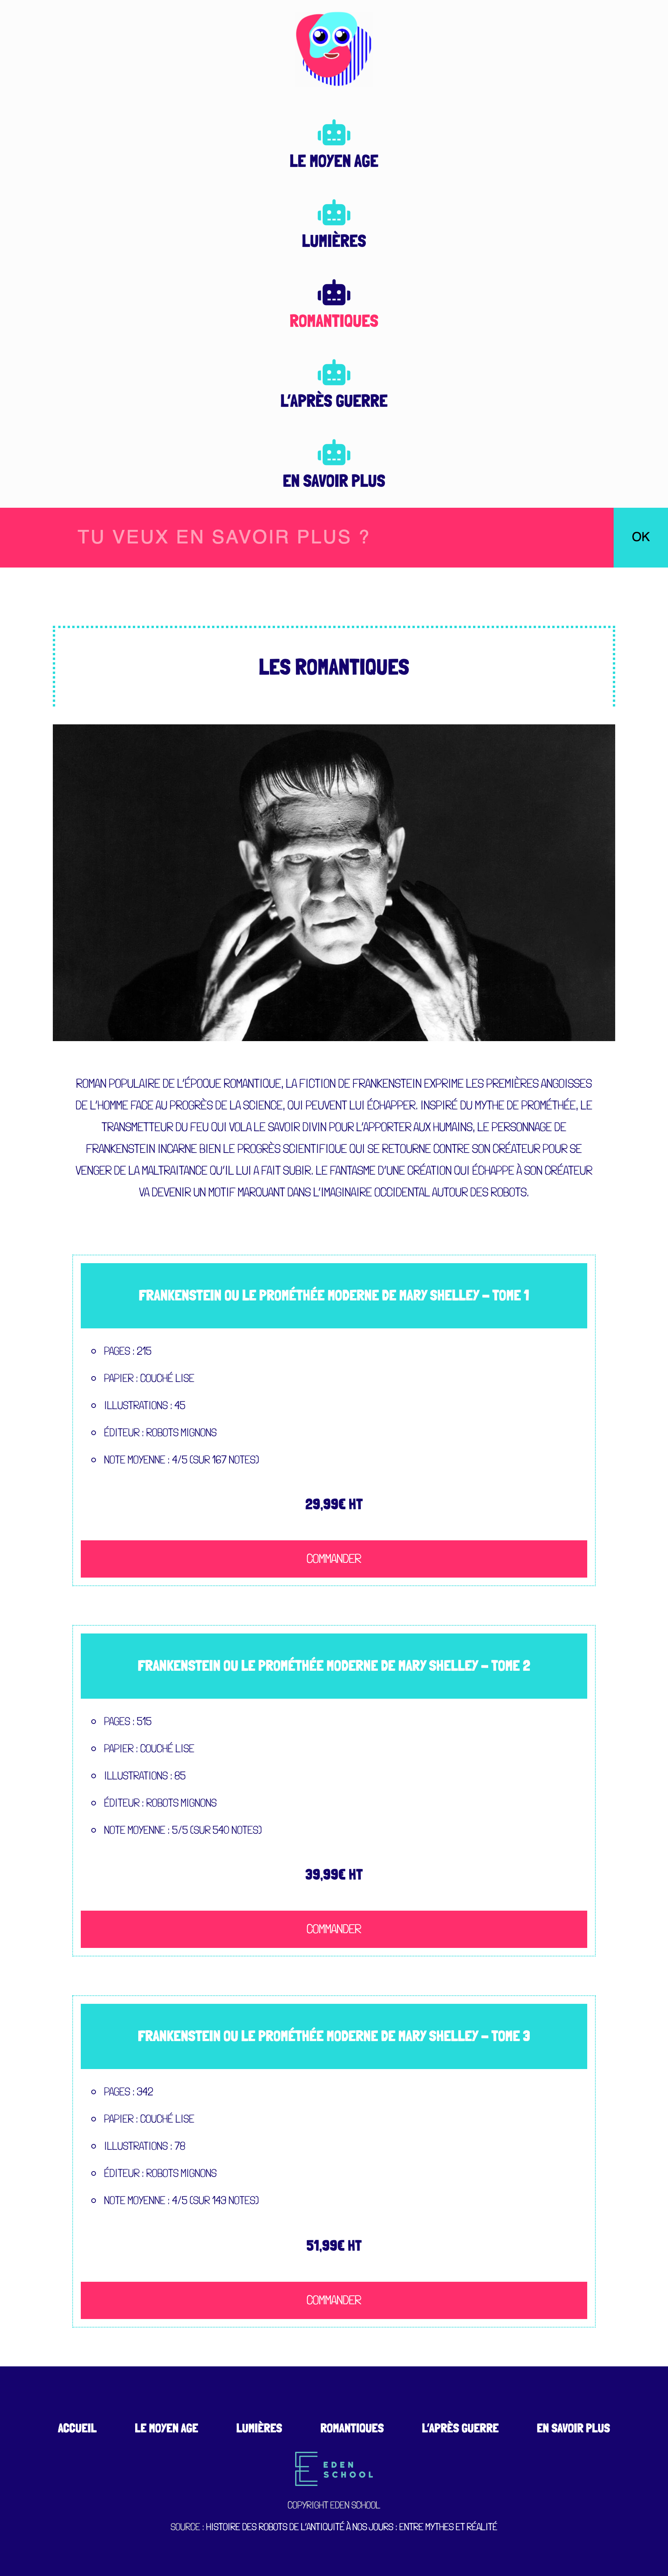 LE MOYEN AGE
LUMIÈRES
ROMANTIQUES
L'APRÈS GUERRE
EN SAVOIR PLUS
TU VEUX EN SAVOIR PLUS ?
OK
LES ROMANTIQUES
ROMAN POPULAIRE DE L'ÉPOQUE ROMANTIQUE, LA FICTION DE FRANKENSTEIN EXPRIME LES PREMIÈRES ANGOISSES
DE L'HOMME FACE AU PROGRÈS DE LA SCIENCE, QUI PEUVENT LUI ÉCHAPPER. INSPIRÉ DU MYTHE DE PROMÉTHÉE, LE
TRANSMETTEUR DU FEU QUI VOLA LE SAVOIR DIVIN POUR L'APPORTER AUX HUMAINS, LE PERSONNAGE DE
FRANKENSTEIN INCARNE BIEN LE PROGRÈS SCIENTIFIQUE QUI SE RETOURNE CONTRE SON CRÉATEUR POUR SE
VENGER DE LA MALTRAITANCE QU'IL LUI A FAIT SUBIR. LE FANTASME D'UNE CRÉATION QUI ÉCHAPPE À SON CRÉATEUR
VA DEVENIR UN MOTIF MARQUANT DANS L'IMAGINAIRE OCCIDENTAL AUTOUR DES ROBOTS.
FRANKENSTEIN OU LE PROMÉTHÉE MODERNE DE MARY SHELLEY – TOME 1
PAGES : 215
PAPIER : COUCHÉ LISE
ILLUSTRATIONS : 45
ÉDITEUR : ROBOTS MIGNONS
NOTE MOYENNE : 4/5 (SUR 167 NOTES)
29,99€ HT
COMMANDER
FRANKENSTEIN OU LE PROMÉTHÉE MODERNE DE MARY SHELLEY – TOME 2
PAGES : 515
PAPIER : COUCHÉ LISE
ILLUSTRATIONS : 85
ÉDITEUR : ROBOTS MIGNONS
NOTE MOYENNE : 5/5 (SUR 540 NOTES)
39,99€ HT
COMMANDER
FRANKENSTEIN OU LE PROMÉTHÉE MODERNE DE MARY SHELLEY – TOME 3
PAGES : 342
PAPIER : COUCHÉ LISE
ILLUSTRATIONS : 78
ÉDITEUR : ROBOTS MIGNONS
NOTE MOYENNE : 4/5 (SUR 143 NOTES)
51,99€ HT
COMMANDER
ACCUEIL LE MOYEN AGE LUMIÈRES ROMANTIQUES L'APRÈS GUERRE EN SAVOIR PLUS
EDEN
SCHOOL
COPYRIGHT EDEN SCHOOL
SOURCE : HISTOIRE DES ROBOTS DE L'ANTIQUITÉ À NOS JOURS : ENTRE MYTHES ET RÉALITÉ